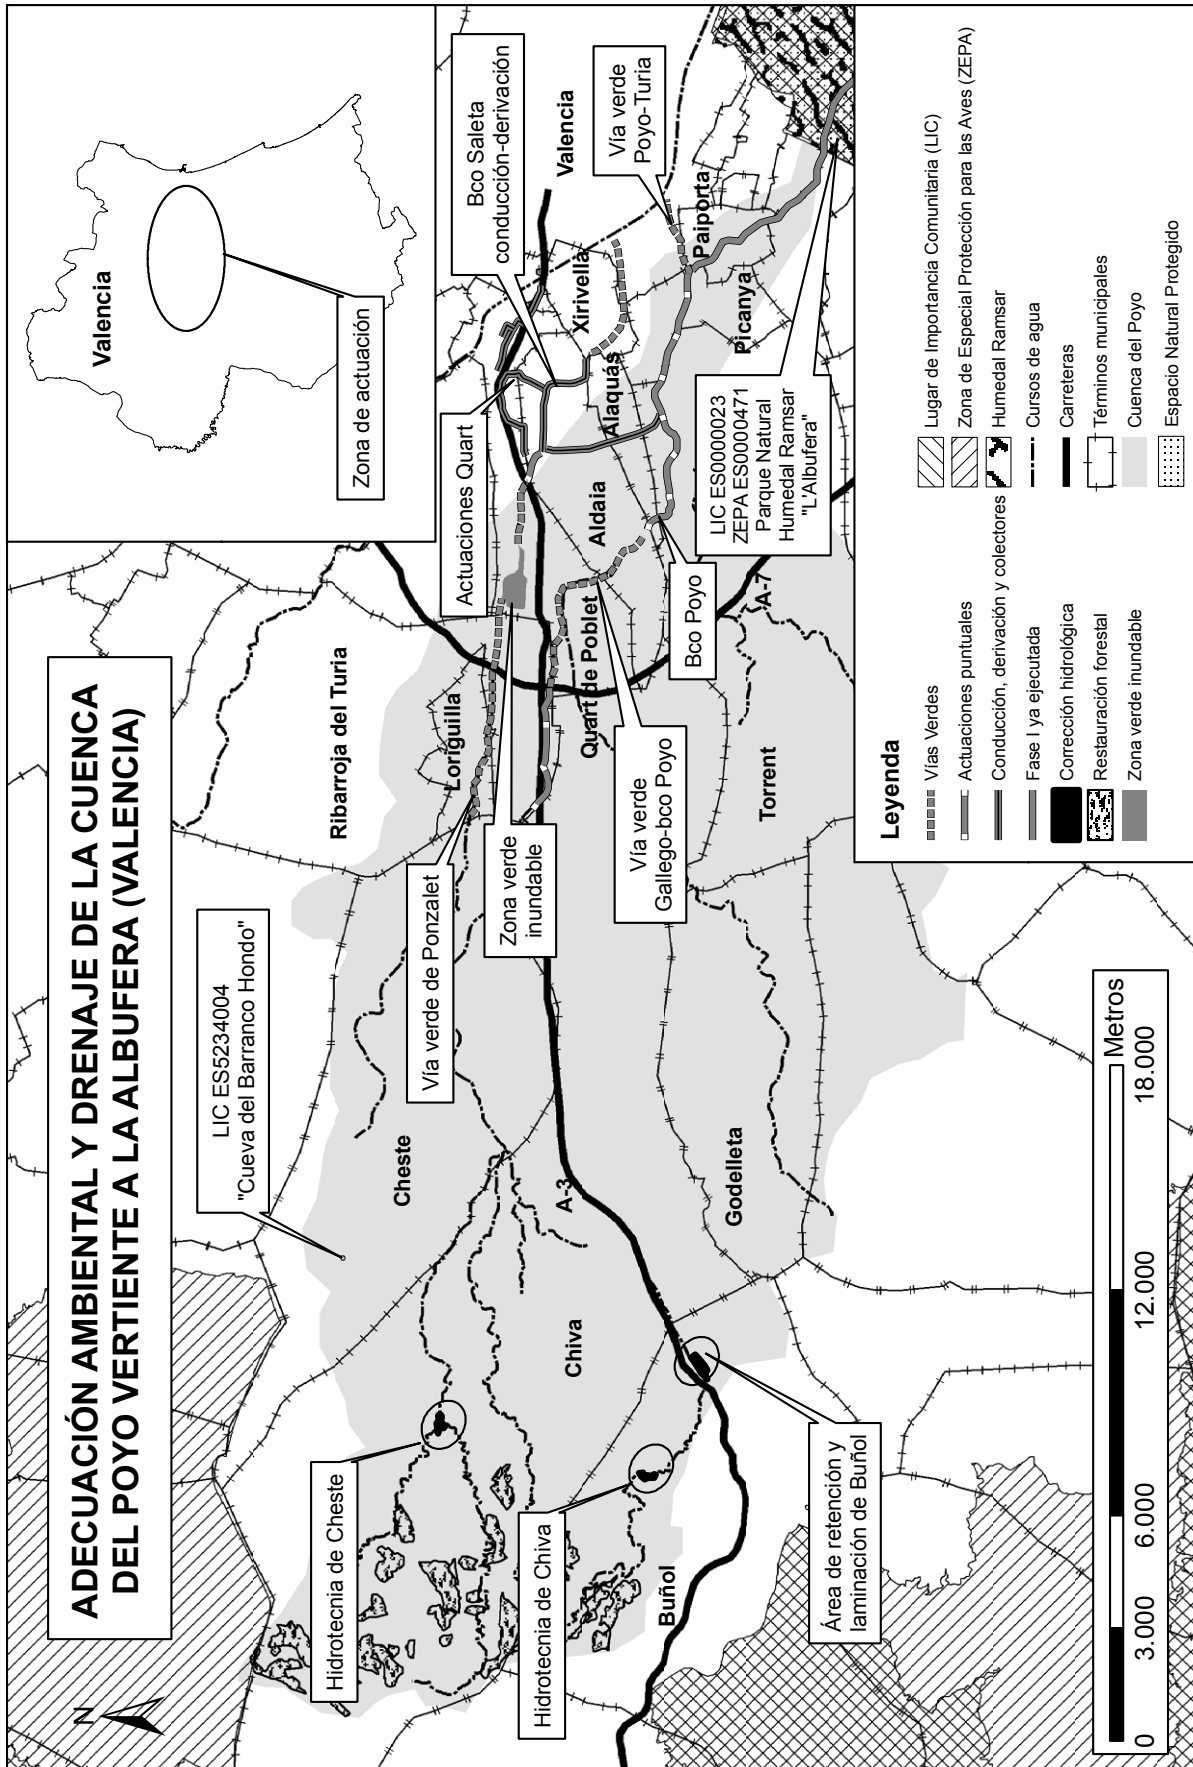 ADECUACIÓN AMBIENTAL Y DRENAJE DE LA CUENCA
DEL POYO VERTIENTE A LA ALBUFERA (VALENCIA)
N
Valencia
Zona de actuación
LIC ES5234004
"Cueva del Barranco Hondo"
Ribarroja del Turia
Loriguilla
Cheste
Vía verde de Ponzalet
Zona verde
inundable
Actuaciones Quart
Bco Saleta
conducción-derivación
Valencia
Vía verde
Poyo-Turia
Xirivella
Alaquás
Aldaia
Quart de Poblet
Paiporta
Picanya
Bco Poyo
Vía verde
Gallego-bco Poyo
LIC ES0000023
ZEPA ES0000471
Parque Natural
Humedal Ramsar
"L'Albufera"
A-7
Torrent
A-3
Godelleta
Chiva
Hidrotecnia de Cheste
Hidrotecnia de Chiva
Buñol
Área de retención y
laminación de Buñol
0
3.000
6.000
12.000
18.000
Metros
Leyenda
Vías Verdes
Actuaciones puntuales
Conducción, derivación y colectores
Fase I ya ejecutada
Corrección hidrológica
Restauración forestal
Zona verde inundable
Lugar de Importancia Comunitaria (LIC)
Zona de Especial Protección para las Aves (ZEPA)
Humedal Ramsar
Cursos de agua
Carreteras
Términos municipales
Cuenca del Poyo
Espacio Natural Protegido